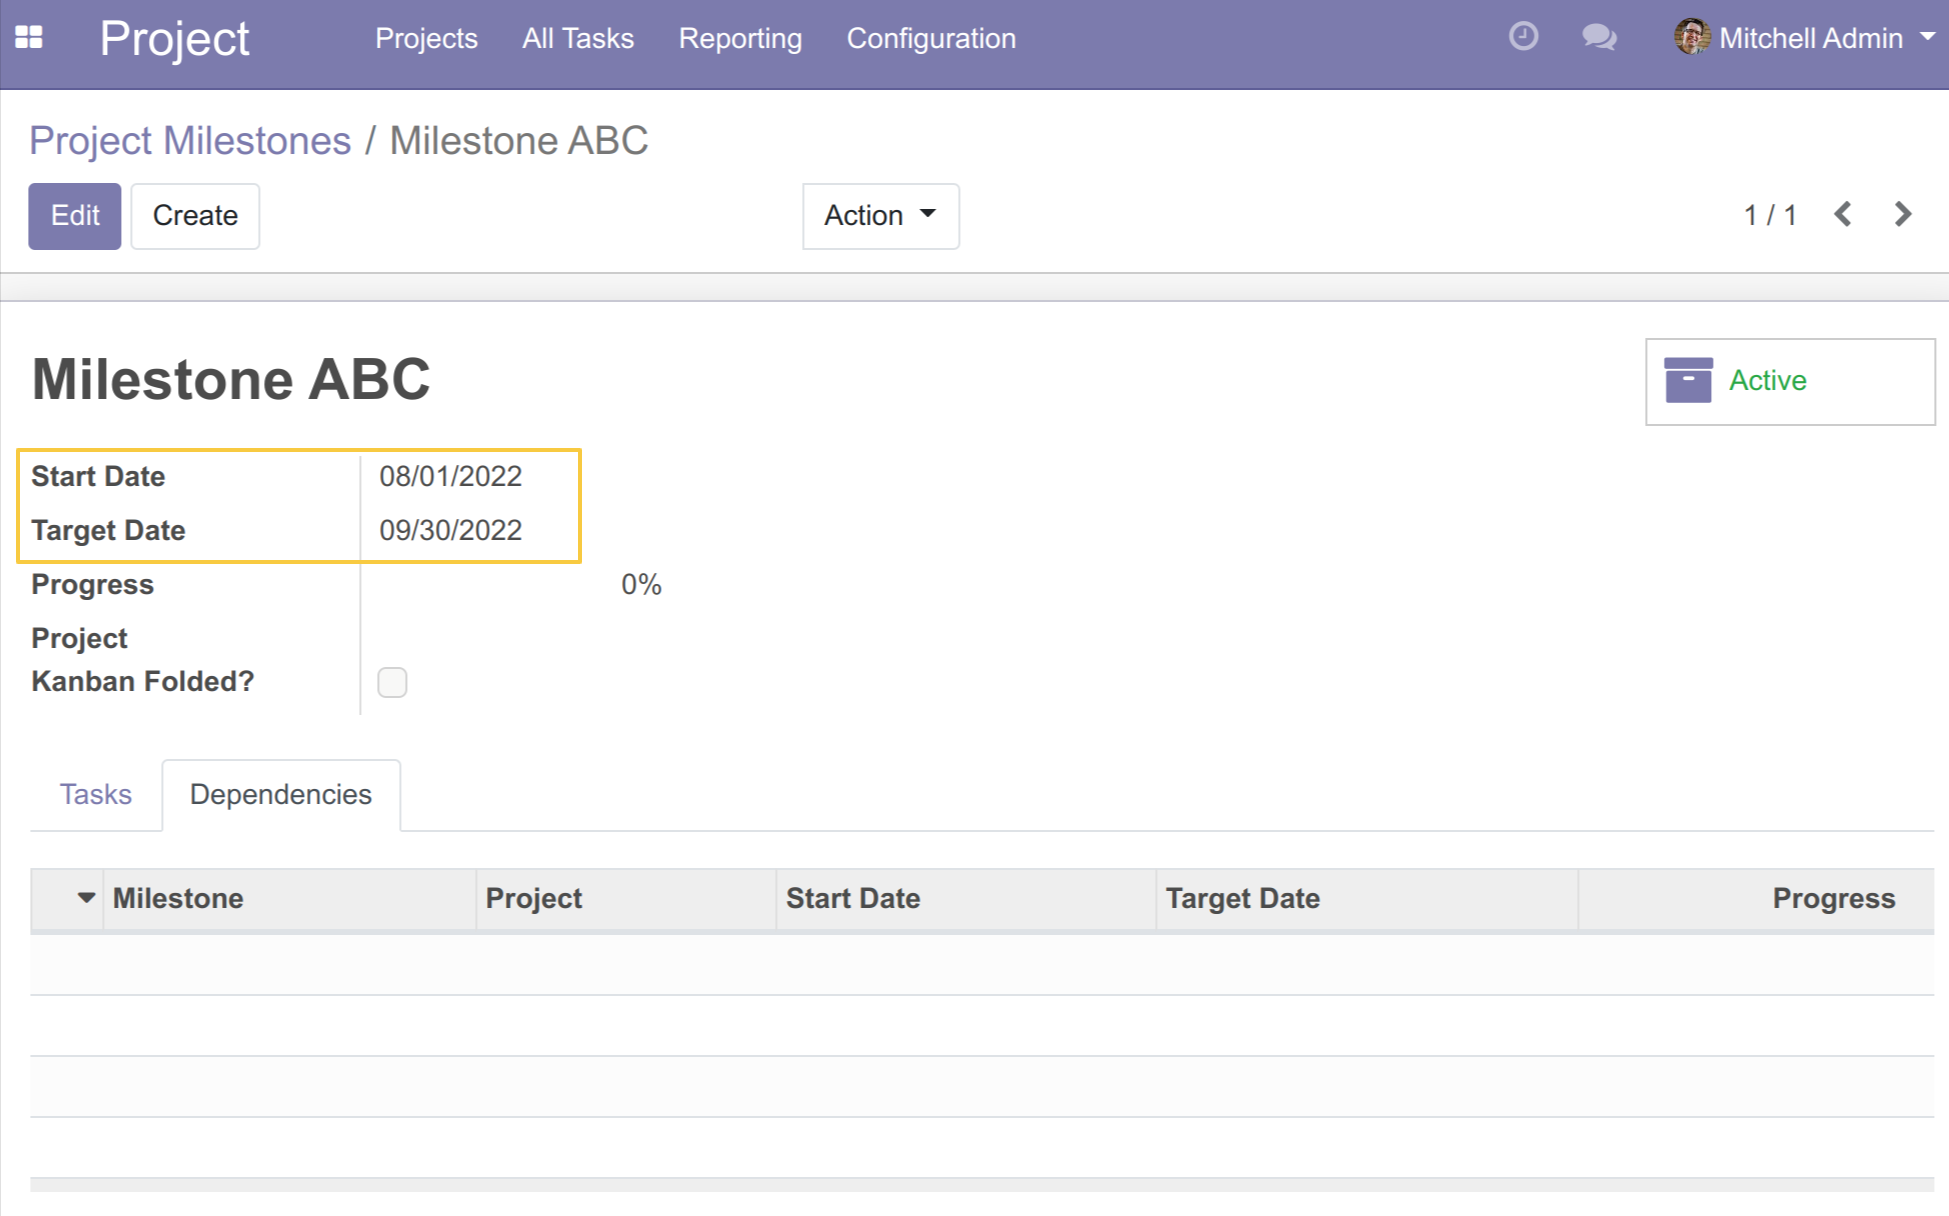 Project Projects All Tasks Reporting Configuration Mitchell Admin
Project Milestones / Milestone ABC
Edit Create Action 1 / 1
Milestone ABC Active
Start Date 08/01/2022
Target Date 09/30/2022
Progress 0%
Project
Kanban Folded?
Tasks Dependencies
Milestone Project Start Date Target Date Progress